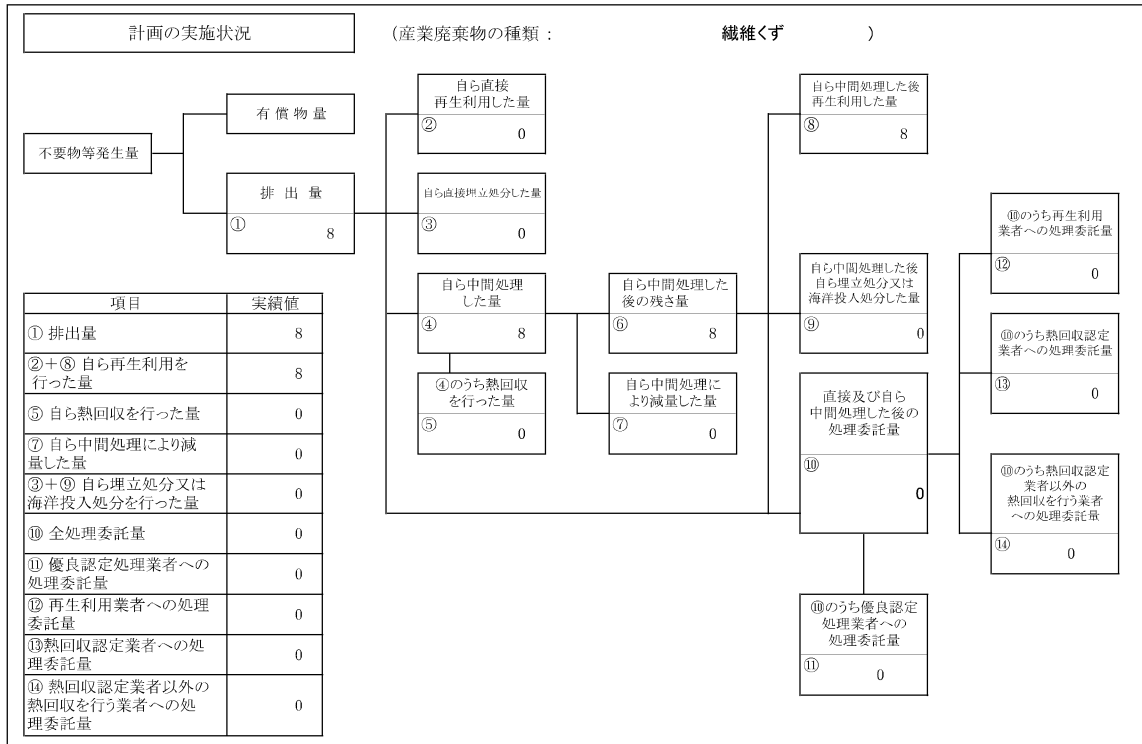 計画の実施状況
(産業廃棄物の種類： 繊維くず )
不要物等発生量
有償物量
排出量
①
8
自ら直接
再生利用した量
②
0
自ら直接埋立処分した量
③
0
自ら中間処理
した量
④
8
④のうち熱回収
を行った量
⑤
0
自ら中間処理した
後の残さ量
⑥
8
自ら中間処理に
より減量した量
⑦
0
自ら中間処理した後
再生利用した量
⑧
8
自ら中間処理した後
自ら埋立処分又は
海洋投入処分した量
⑨
0
直接及び自ら
中間処理した後の
処理委託量
⑩
0
⑩のうち優良認定
処理業者への
処理委託量
⑪
0
⑩のうち再生利用
業者への処理委託量
⑫
0
⑩のうち熱回収認定
業者への処理委託量
⑬
0
⑩のうち熱回収認定
業者以外の
熱回収を行う業者
への処理委託量
⑭
0
項目 実績値
① 排出量 8
②＋⑧ 自ら再生利用を
行った量 8
⑤ 自ら熱回収を行った量 0
⑦ 自ら中間処理により減
量した量 0
③＋⑨ 自ら埋立処分又は
海洋投入処分を行った量 0
⑩ 全処理委託量 0
⑪ 優良認定処理業者への
処理委託量 0
⑫ 再生利用業者への処理
委託量 0
⑬熱回収認定業者への処
理委託量 0
⑭ 熱回収認定業者以外の
熱回収を行う業者への処
理委託量 0